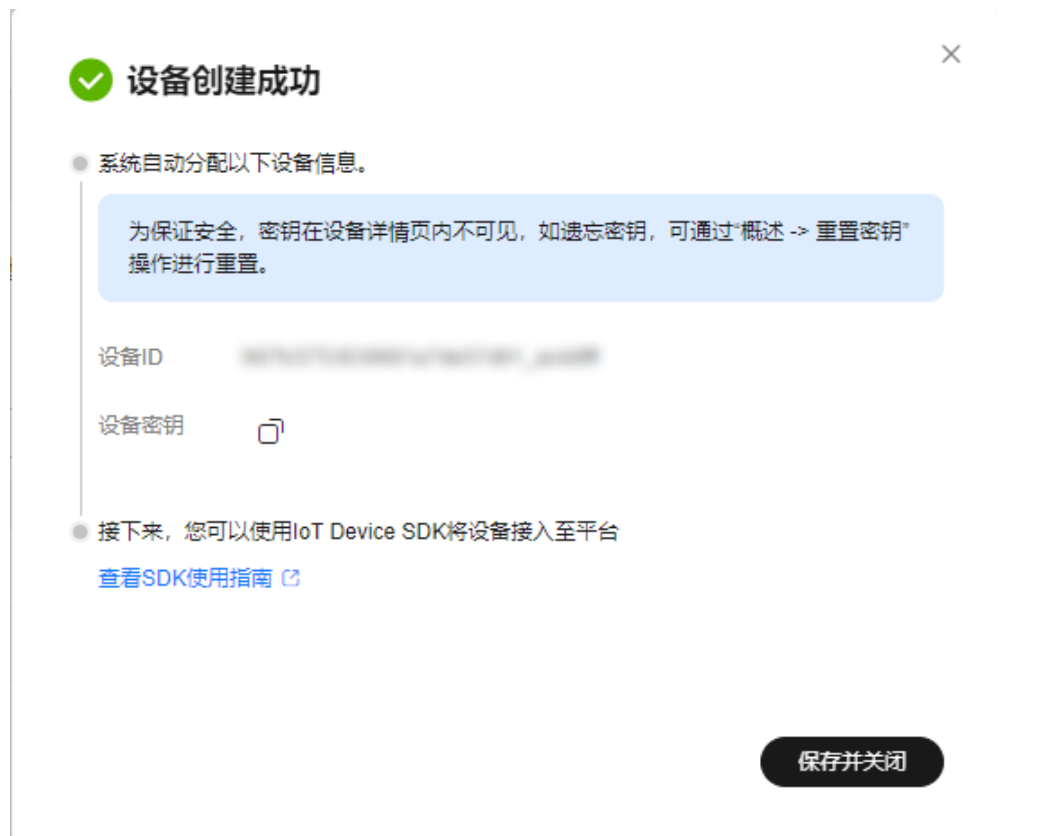 设备创建成功
系统自动分配以下设备信息。
为保证安全，密钥在设备详情页内不可见，如遗忘密钥，可通过“概述 -> 重置密钥”
操作进行重置。
设备ID
设备密钥
接下来，您可以使用IoT Device SDK将设备接入至平台
查看SDK使用指南
保存并关闭